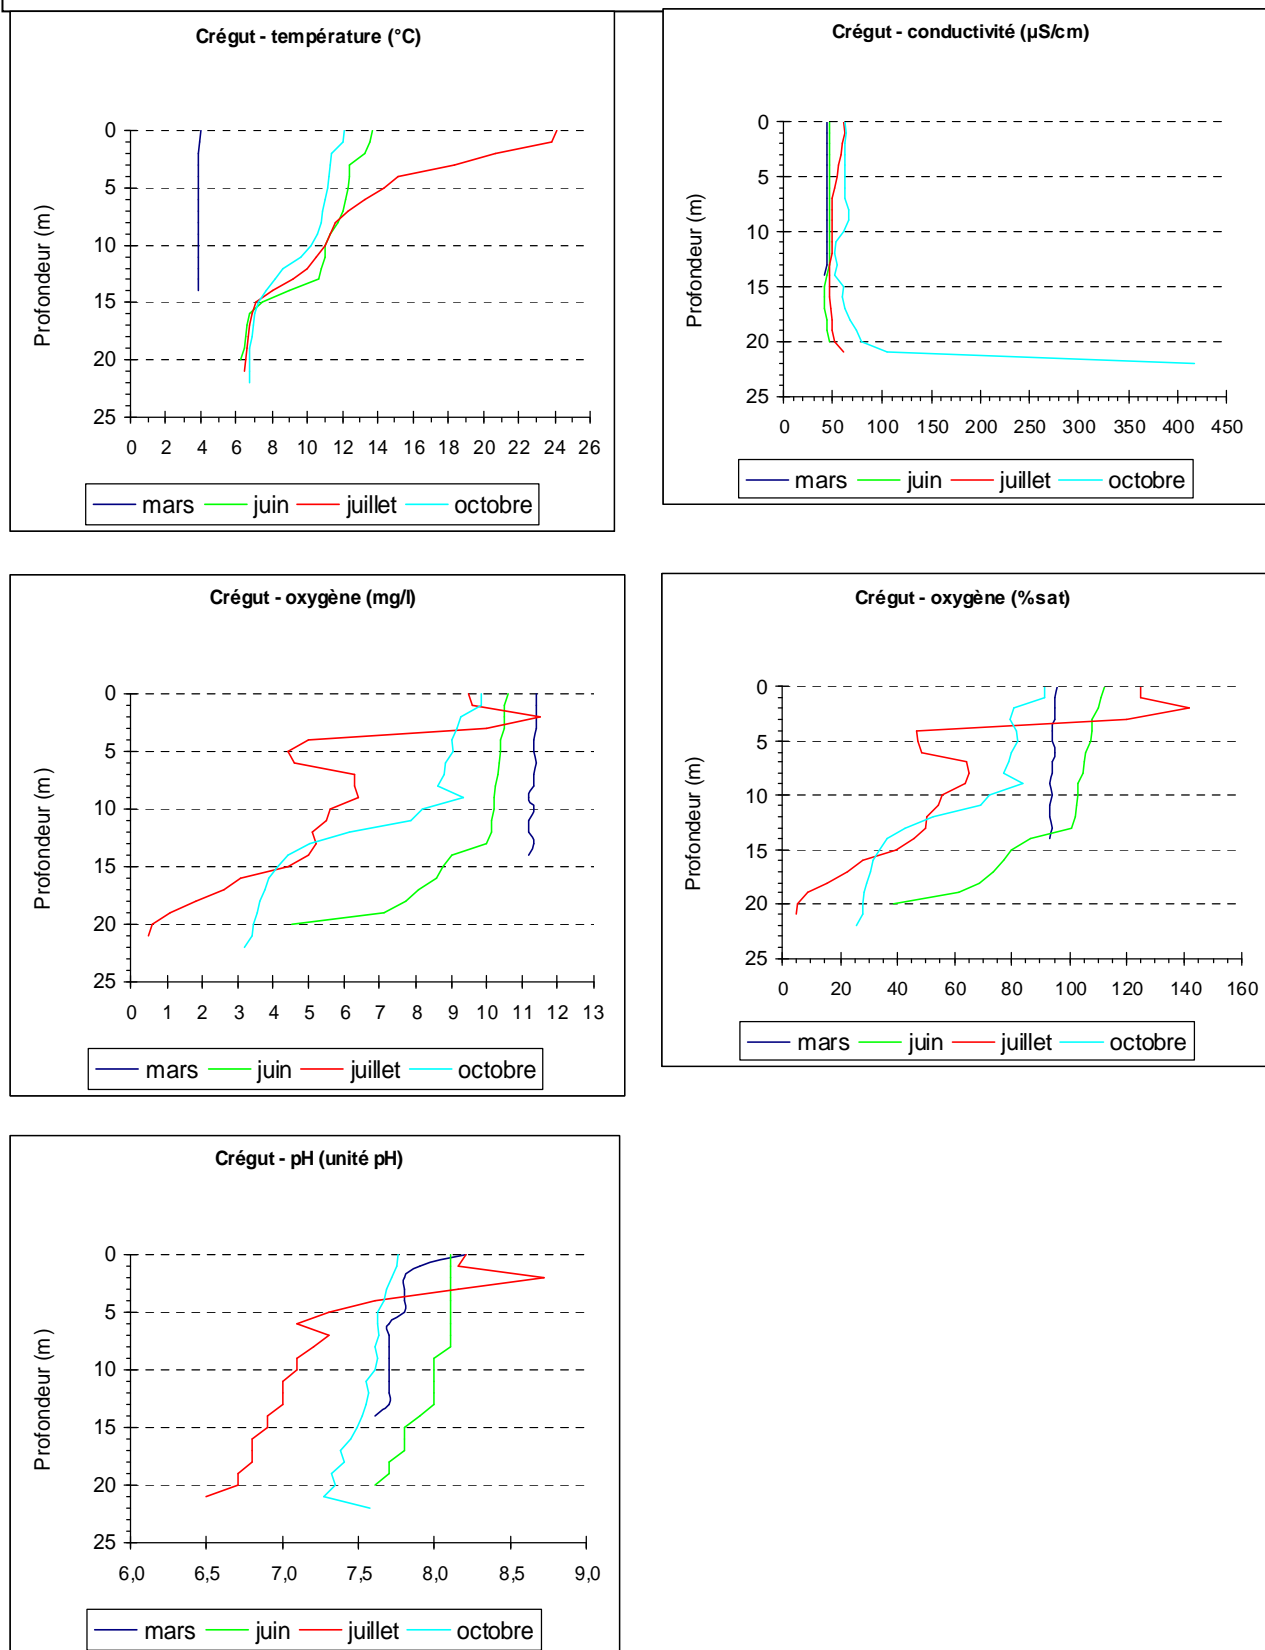 Crégut - température (°C)
Profondeur (m)
0
5
10
15
20
25
0 2 4 6 8 10 12 14 16 18 20 22 24 26
mars juin juillet octobre
Crégut - conductivité (µS/cm)
Profondeur (m)
0
5
10
15
20
25
0 50 100 150 200 250 300 350 400 450
mars juin juillet octobre
Crégut - oxygène (mg/l)
Profondeur (m)
0
5
10
15
20
25
0 1 2 3 4 5 6 7 8 9 10 11 12 13
mars juin juillet octobre
Crégut - oxygène (%sat)
Profondeur (m)
0
5
10
15
20
25
0 20 40 60 80 100 120 140 160
mars juin juillet octobre
Crégut - pH (unité pH)
Profondeur (m)
0
5
10
15
20
25
6,0 6,5 7,0 7,5 8,0 8,5 9,0
mars juin juillet octobre